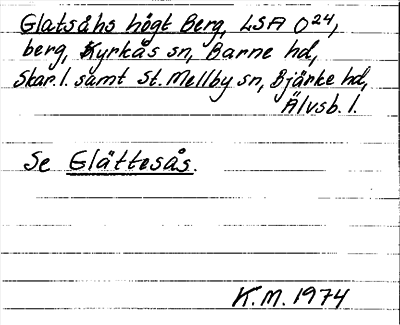 Glatsåhs högt Berg, LSA O24,
berg, Kyrkås sn, Barne hd,
Skar. l. samt St. Mellby sn, Bjärke hd,
Älvsb. l.
Se Glättesås.
K.M. 1974